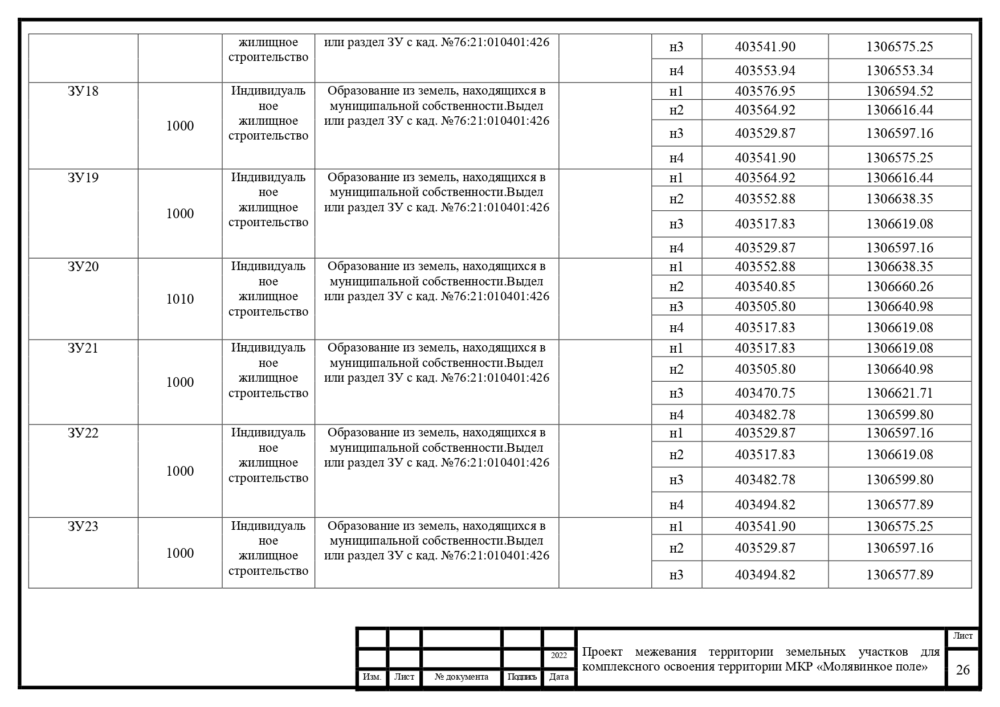 жилищное
строительство
или раздел ЗУ с кад. №76:21:010401:426
н3 403541.90 1306575.25
н4 403553.94 1306553.34
ЗУ18
1000
Индивидуаль
ное
жилищное
строительство
Образование из земель, находящихся в
муниципальной собственности.Выдел
или раздел ЗУ с кад. №76:21:010401:426
н1 403576.95 1306594.52
н2 403564.92 1306616.44
н3 403529.87 1306597.16
н4 403541.90 1306575.25
ЗУ19
1000
Индивидуаль
ное
жилищное
строительство
Образование из земель, находящихся в
муниципальной собственности.Выдел
или раздел ЗУ с кад. №76:21:010401:426
н1 403564.92 1306616.44
н2 403552.88 1306638.35
н3 403517.83 1306619.08
н4 403529.87 1306597.16
ЗУ20
1010
Индивидуаль
ное
жилищное
строительство
Образование из земель, находящихся в
муниципальной собственности.Выдел
или раздел ЗУ с кад. №76:21:010401:426
н1 403552.88 1306638.35
н2 403540.85 1306660.26
н3 403505.80 1306640.98
н4 403517.83 1306619.08
ЗУ21
1000
Индивидуаль
ное
жилищное
строительство
Образование из земель, находящихся в
муниципальной собственности.Выдел
или раздел ЗУ с кад. №76:21:010401:426
н1 403517.83 1306619.08
н2 403505.80 1306640.98
н3 403470.75 1306621.71
н4 403482.78 1306599.80
ЗУ22
1000
Индивидуаль
ное
жилищное
строительство
Образование из земель, находящихся в
муниципальной собственности.Выдел
или раздел ЗУ с кад. №76:21:010401:426
н1 403529.87 1306597.16
н2 403517.83 1306619.08
н3 403482.78 1306599.80
н4 403494.82 1306577.89
ЗУ23
1000
Индивидуаль
ное
жилищное
строительство
Образование из земель, находящихся в
муниципальной собственности.Выдел
или раздел ЗУ с кад. №76:21:010401:426
н1 403541.90 1306575.25
н2 403529.87 1306597.16
н3 403494.82 1306577.89
2022
Изм. Лист № документа Подпись Дата
Проект межевания территории земельных участков для
комплексного освоения территории МКР «Молявинкое поле»
Лист
26